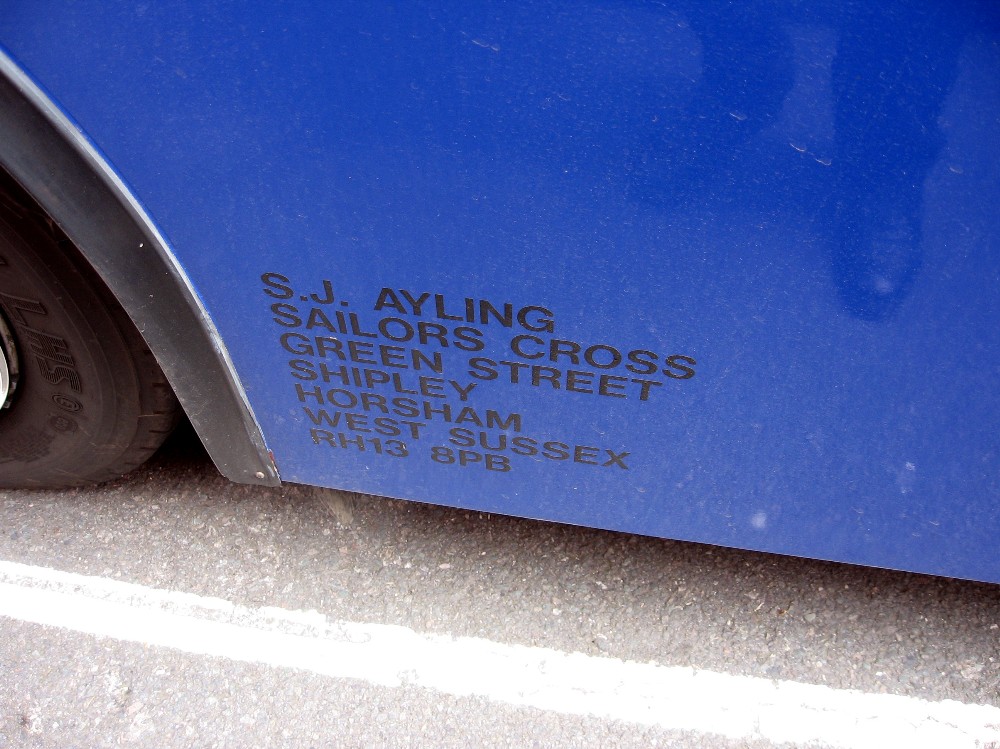 S.J. AYLING
SAILORS CROSS
GREEN STREET
SHIPLEY
HORSHAM
WEST SUSSEX
RH13 8PB